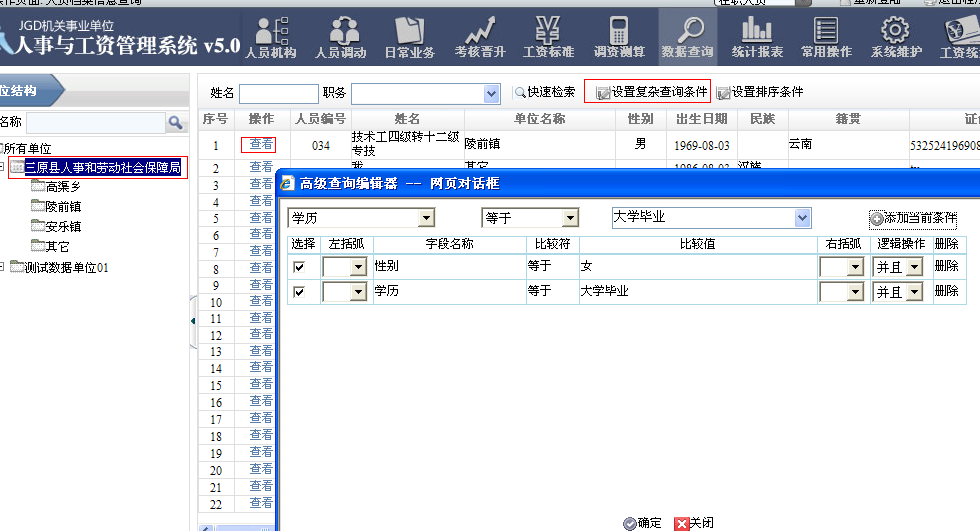 JGD机关事业单位
人事与工资管理系统 v5.0
人员机构 人员调动 日常业务 考核晋升 工资标准 调资测算 数据查询 统计报表 常用操作 系统维护
位结构
名称
所有单位
三原县人事和劳动社会保障局
高渠乡
陵前镇
安乐镇
其它
测试数据单位01
姓名 职务 快速检索 设置复杂查询条件 设置排序条件
序号 操作 人员编号 姓名 单位名称 性别 出生日期 民族 籍贯
1 查看 034 技术工四级转十二级专技 陵前镇 男 1969-08-03 云南 532524196908
2 查看
3 查看
4 查看
5 查看
6 查看
7 查看
8 查看
9 查看
10 查看
11 查看
12 查看
13 查看
14 查看
15 查看
16 查看
17 查看
18 查看
19 查看
20 查看
21 查看
22 查看
高级查询编辑器 -- 网页对话框
学历 等于 大学毕业 添加当前条件
选择 左括弧 字段名称 比较符 比较值 右括弧 逻辑操作 删除
性别 等于 女 并且 删除
学历 等于 大学毕业 并且 删除
确定 关闭